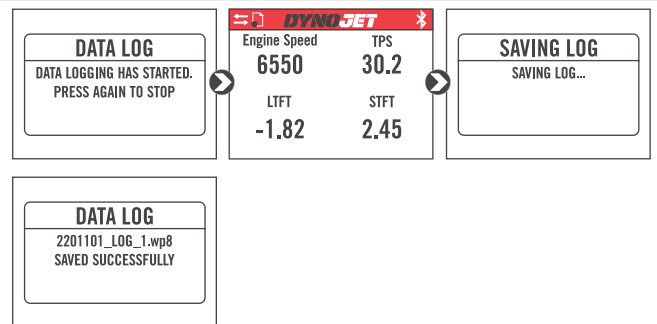 DATA LOG
DATA LOGGING HAS STARTED.
PRESS AGAIN TO STOP
DYNOJET
Engine Speed TPS
6550 30.2
LTFT STFT
-1.82 2.45
SAVING LOG
SAVING LOG...
DATA LOG
2201101_LOG_1.wp8
SAVED SUCCESSFULLY